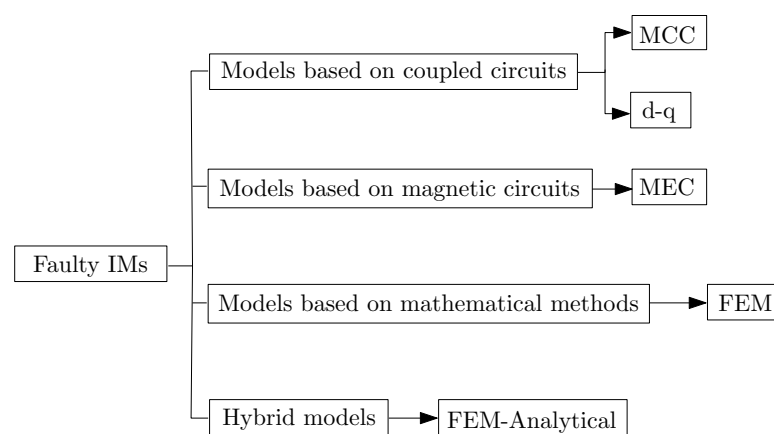 MCC
Models based on coupled circuits
d-q
Models based on magnetic circuits
MEC
Faulty IMs
Models based on mathematical methods
FEM
Hybrid models
FEM-Analytical